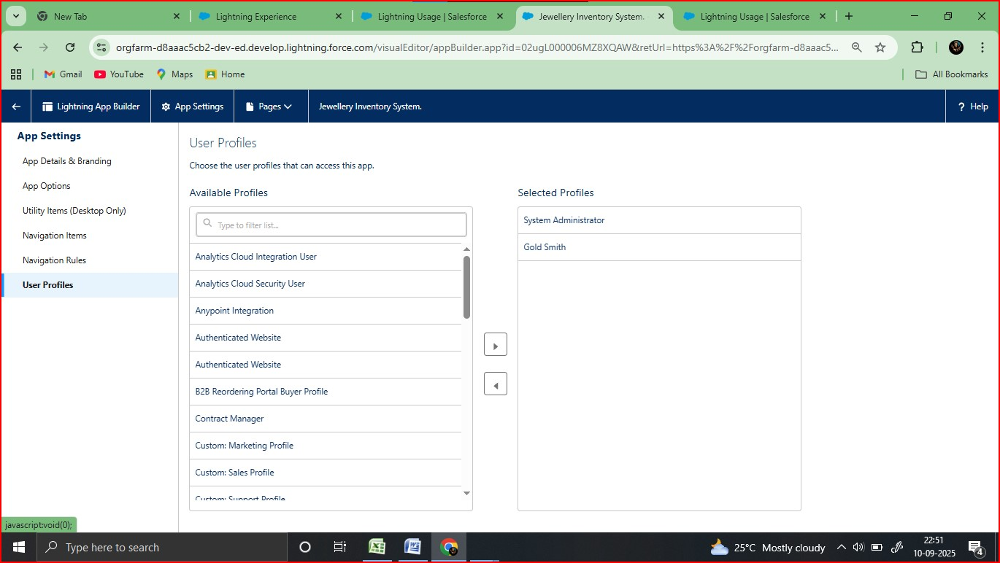 New Tab
Lightning Experience
Lightning Usage | Salesforce
Jewellery Inventory System.
Lightning Usage | Salesforce
orgfarm-d8aaac5cb2-dev-ed.develop.lightning.force.com/visualEditor/appBuilder.app?id=02ugL000006MZ8XQAW&retUrl=https%3A%2F%2Forgfarm-d8aaac5...
Gmail
YouTube
Maps
Home
All Bookmarks
Lightning App Builder
App Settings
Pages
Jewellery Inventory System.
? Help
App Settings
App Details & Branding
App Options
Utility Items (Desktop Only)
Navigation Items
Navigation Rules
User Profiles
User Profiles
Choose the user profiles that can access this app.
Available Profiles
Type to filter list...
Analytics Cloud Integration User
Analytics Cloud Security User
Anypoint Integration
Authenticated Website
Authenticated Website
B2B Reordering Portal Buyer Profile
Contract Manager
Custom: Marketing Profile
Custom: Sales Profile
Custom: Support Profile
Selected Profiles
System Administrator
Gold Smith
javascript:void(0);
Type here to search
25°C Mostly cloudy
22:51
10-09-2025
4